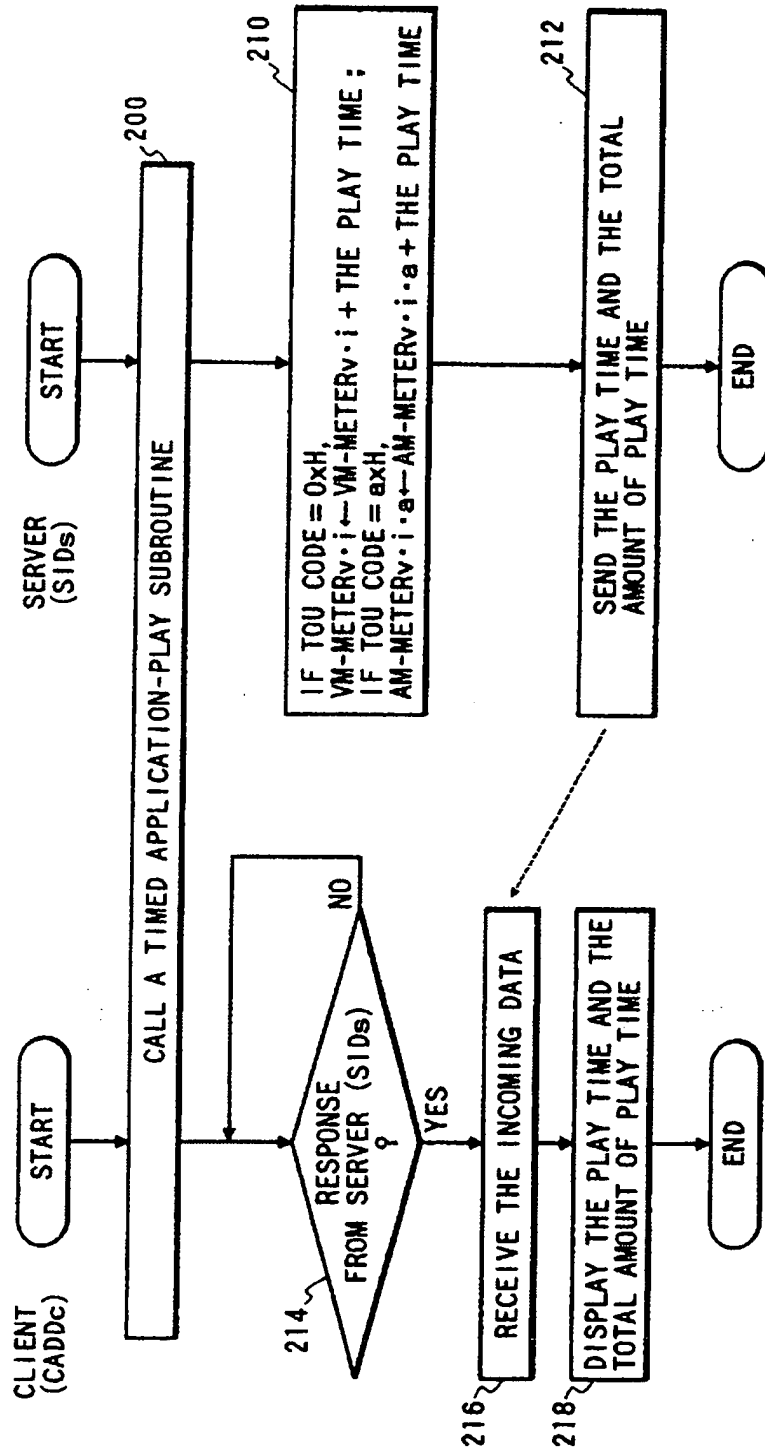 CLIENT
(CADDc)
SERVER
(SIDs)
START
START
200
CALL A TIMED APPLICATION-PLAY SUBROUTINE
214
RESPONSE
FROM SERVER (SIDs)
?
NO
YES
210
IF TOU CODE=0xH,
VM-METERv·i←VM-METERv·i+THE PLAY TIME;
IF TOU CODE=axH,
AM-METERv·i·a←AM-METERv·i·a+THE PLAY TIME
216
RECEIVE THE INCOMING DATA
212
SEND THE PLAY TIME AND THE TOTAL
AMOUNT OF PLAY TIME
218
DISPLAY THE PLAY TIME AND THE
TOTAL AMOUNT OF PLAY TIME
END
END